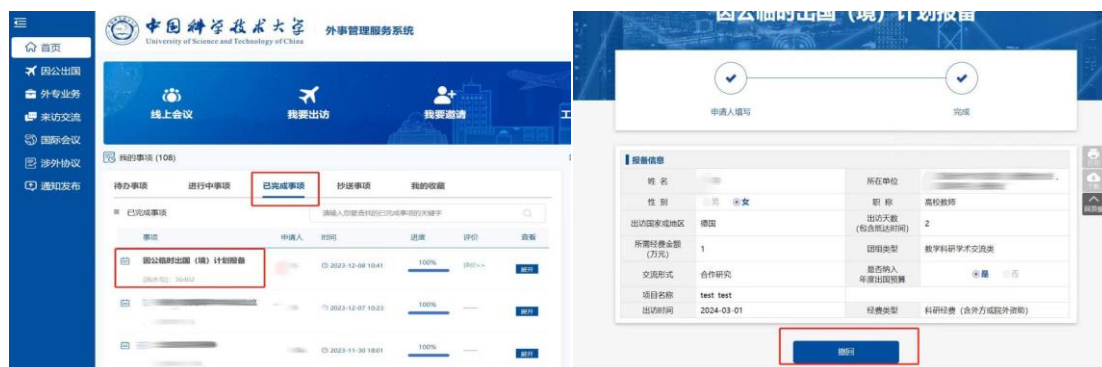 首页
因公出国
外专业务
来访交流
国际会议
涉外协议
通知发布
中国科学技术大学
University of Science and Technology of China
外事管理服务系统
线上会议
我要出访
我要邀请
我的事项 (108)
待办事项 进行中事项 已完成事项 抄送事项 我的收藏
已完成事项
请输入您要查找的已完成事项的关键字
事项 申请人 时间 进度 评价 查看
因公临时出国（境）计划报备 2023-12-08 10:41 100% 评价>> 展开
2023-12-07 10:23 100% 展开
2023-11-30 18:01 100% 展开
因公临时出国（境）计划报备
申请人填写 完成
报备信息
姓 名 所在单位
性 别 男 女 职 称 高校教师
出访国家或地区 德国 出访天数 (包含抵达时间) 2
所需经费金额 (万元) 1 团组类型 教学科研学术交流类
交流形式 合作研究 是否纳入 年度出国预算 是 否
项目名称 test test
出访时间 2024-03-01 经费类型 科研经费（含外方或院外资助）
撤回